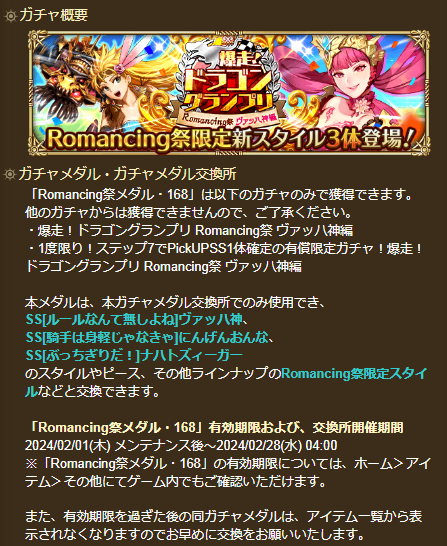 ガチャ概要
爆走!
ドラゴン
グランプリ
Romancing祭 ヴァッハ神編
Romancing祭限定新スタイル3体登場!
ガチャメダル・ガチャメダル交換所
「Romancing祭メダル・168」は以下のガチャのみで獲得できます。
他のガチャからは獲得できませんので、ご了承ください。
・爆走！ドラゴングランプリ Romancing祭 ヴァッハ神編
・1度限り！ステップ7でPickUPSS1体確定の有償限定ガチャ！爆走！
ドラゴングランプリ Romancing祭 ヴァッハ神編
本メダルは、本ガチャメダル交換所でのみ使用でき、
SS[ルールなんて無しよね]ヴァッハ神、
SS[騎手は身軽じゃなきゃ]にんげんおんな、
SS[ぶっちぎりだ！]ナハトズィーガー
のスタイルやピース、その他ラインナップのRomancing祭限定スタイ
ルなどと交換できます。
「Romancing祭メダル・168」有効期限および、交換所開催期間
2024/02/01(木) メンテナンス後～2024/02/28(水) 04:00
※「Romancing祭メダル・168」の有効期限については、ホーム＞アイ
テム＞その他にてゲーム内でもご確認いただけます。
また、有効期限を過ぎた後の同ガチャメダルは、アイテム一覧から表
示されなくなりますのでお早めに交換をお願いいたします。